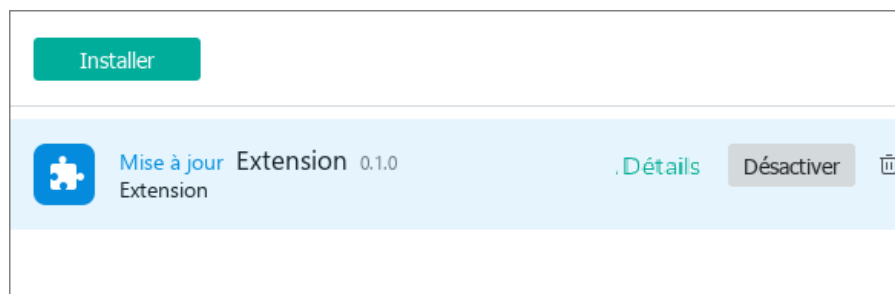 Installer
Mise à jour Extension 0.1.0 .Détails Désactiver
Extension